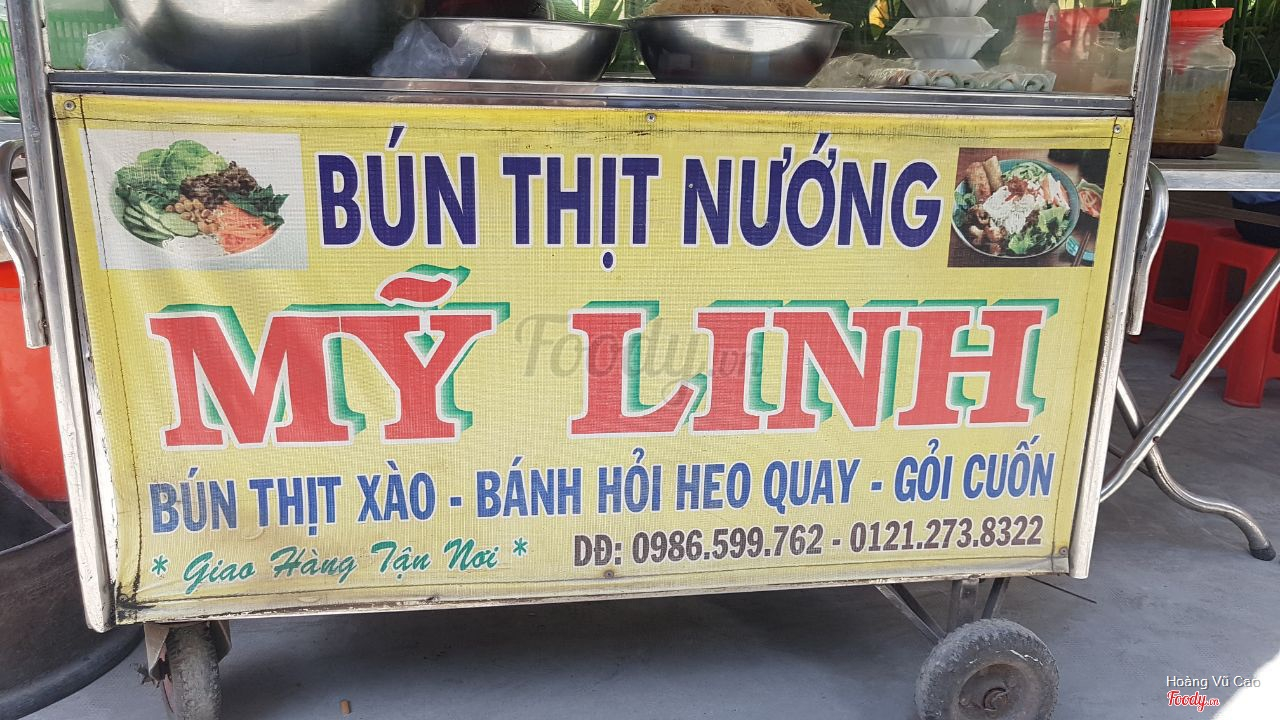 BÚN THỊT NƯỚNG
MỸ LINH
Foody.vn
BÚN THỊT XÀO - BÁNH HỎI HEO QUAY - GỎI CUỐN
* Giao Hàng Tận Nơi * DĐ: 0986.599.762 - 0121.273.8322
Hoàng Vũ Cao
Foody.vn